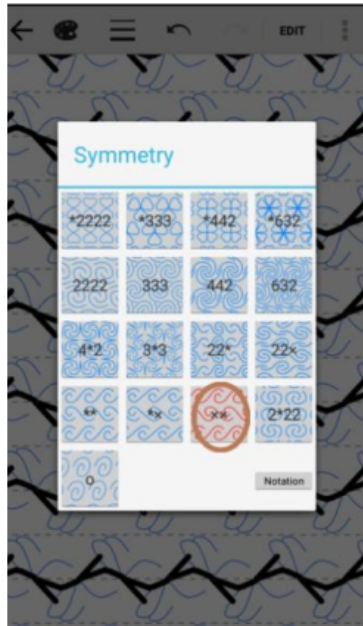 EDIT
Symmetry
*2222 *333 *442 *632
2222 333 442 632
4*2 3*3 22* 22×
** *× ×× 2*22
o
Notation